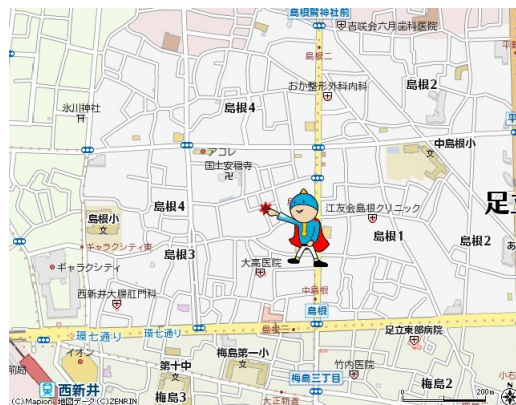 島根鷲神社前
吉咲会六月歯科医院
島根二
おか整形外科内科
島根2
島根4
氷川神社
アコレ
国土安穏寺
中島根小
文
島根小
文
島根4
江友会島根クリニック
足立
島根1
島根2
ギャラクシティ東
島根3
ギャラクシティ
大高医院
西新井大腸肛門科
中島根
島根
環七通り
環七通り
島根二
足立東部病院
イオン
第十中
文
梅島第一小
文
竹内医院
西新井
梅島3
梅島三丁目
梅島2
大正新道
200m
(C)Mapion 地図データ(C)ZENRIN